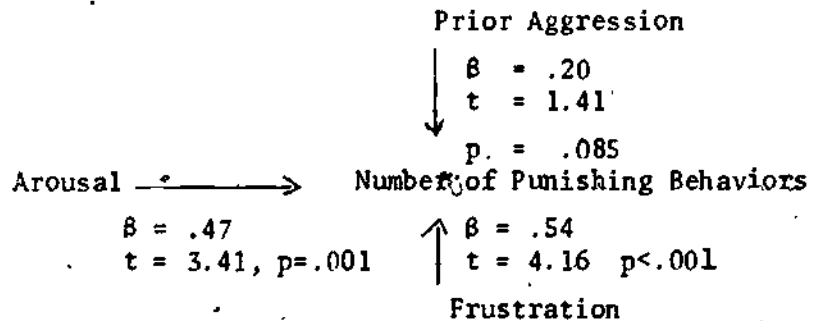 Prior Aggression
β = .20
t = 1.41
p. = .085
Arousal
Number of Punishing Behaviors
β = .47
β = .54
t = 3.41, p=.001
t = 4.16 p<.001
Frustration